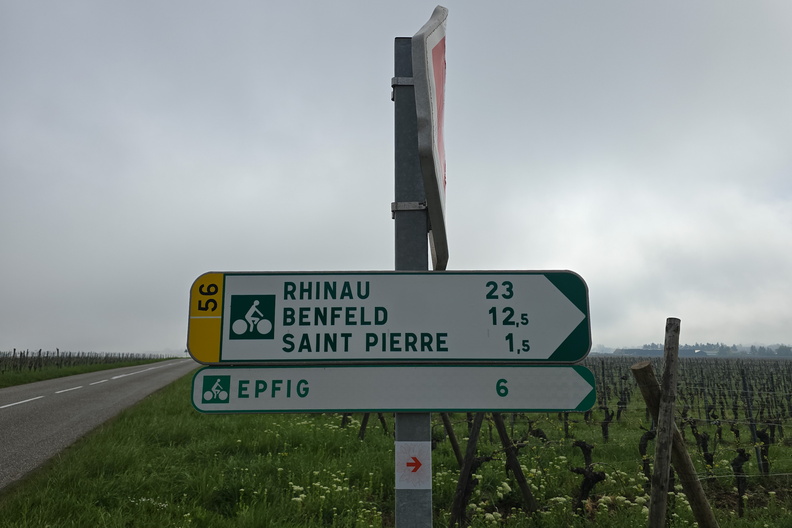 56
RHINAU 23
BENFELD 12,5
SAINT PIERRE 1,5
EPFIG 6